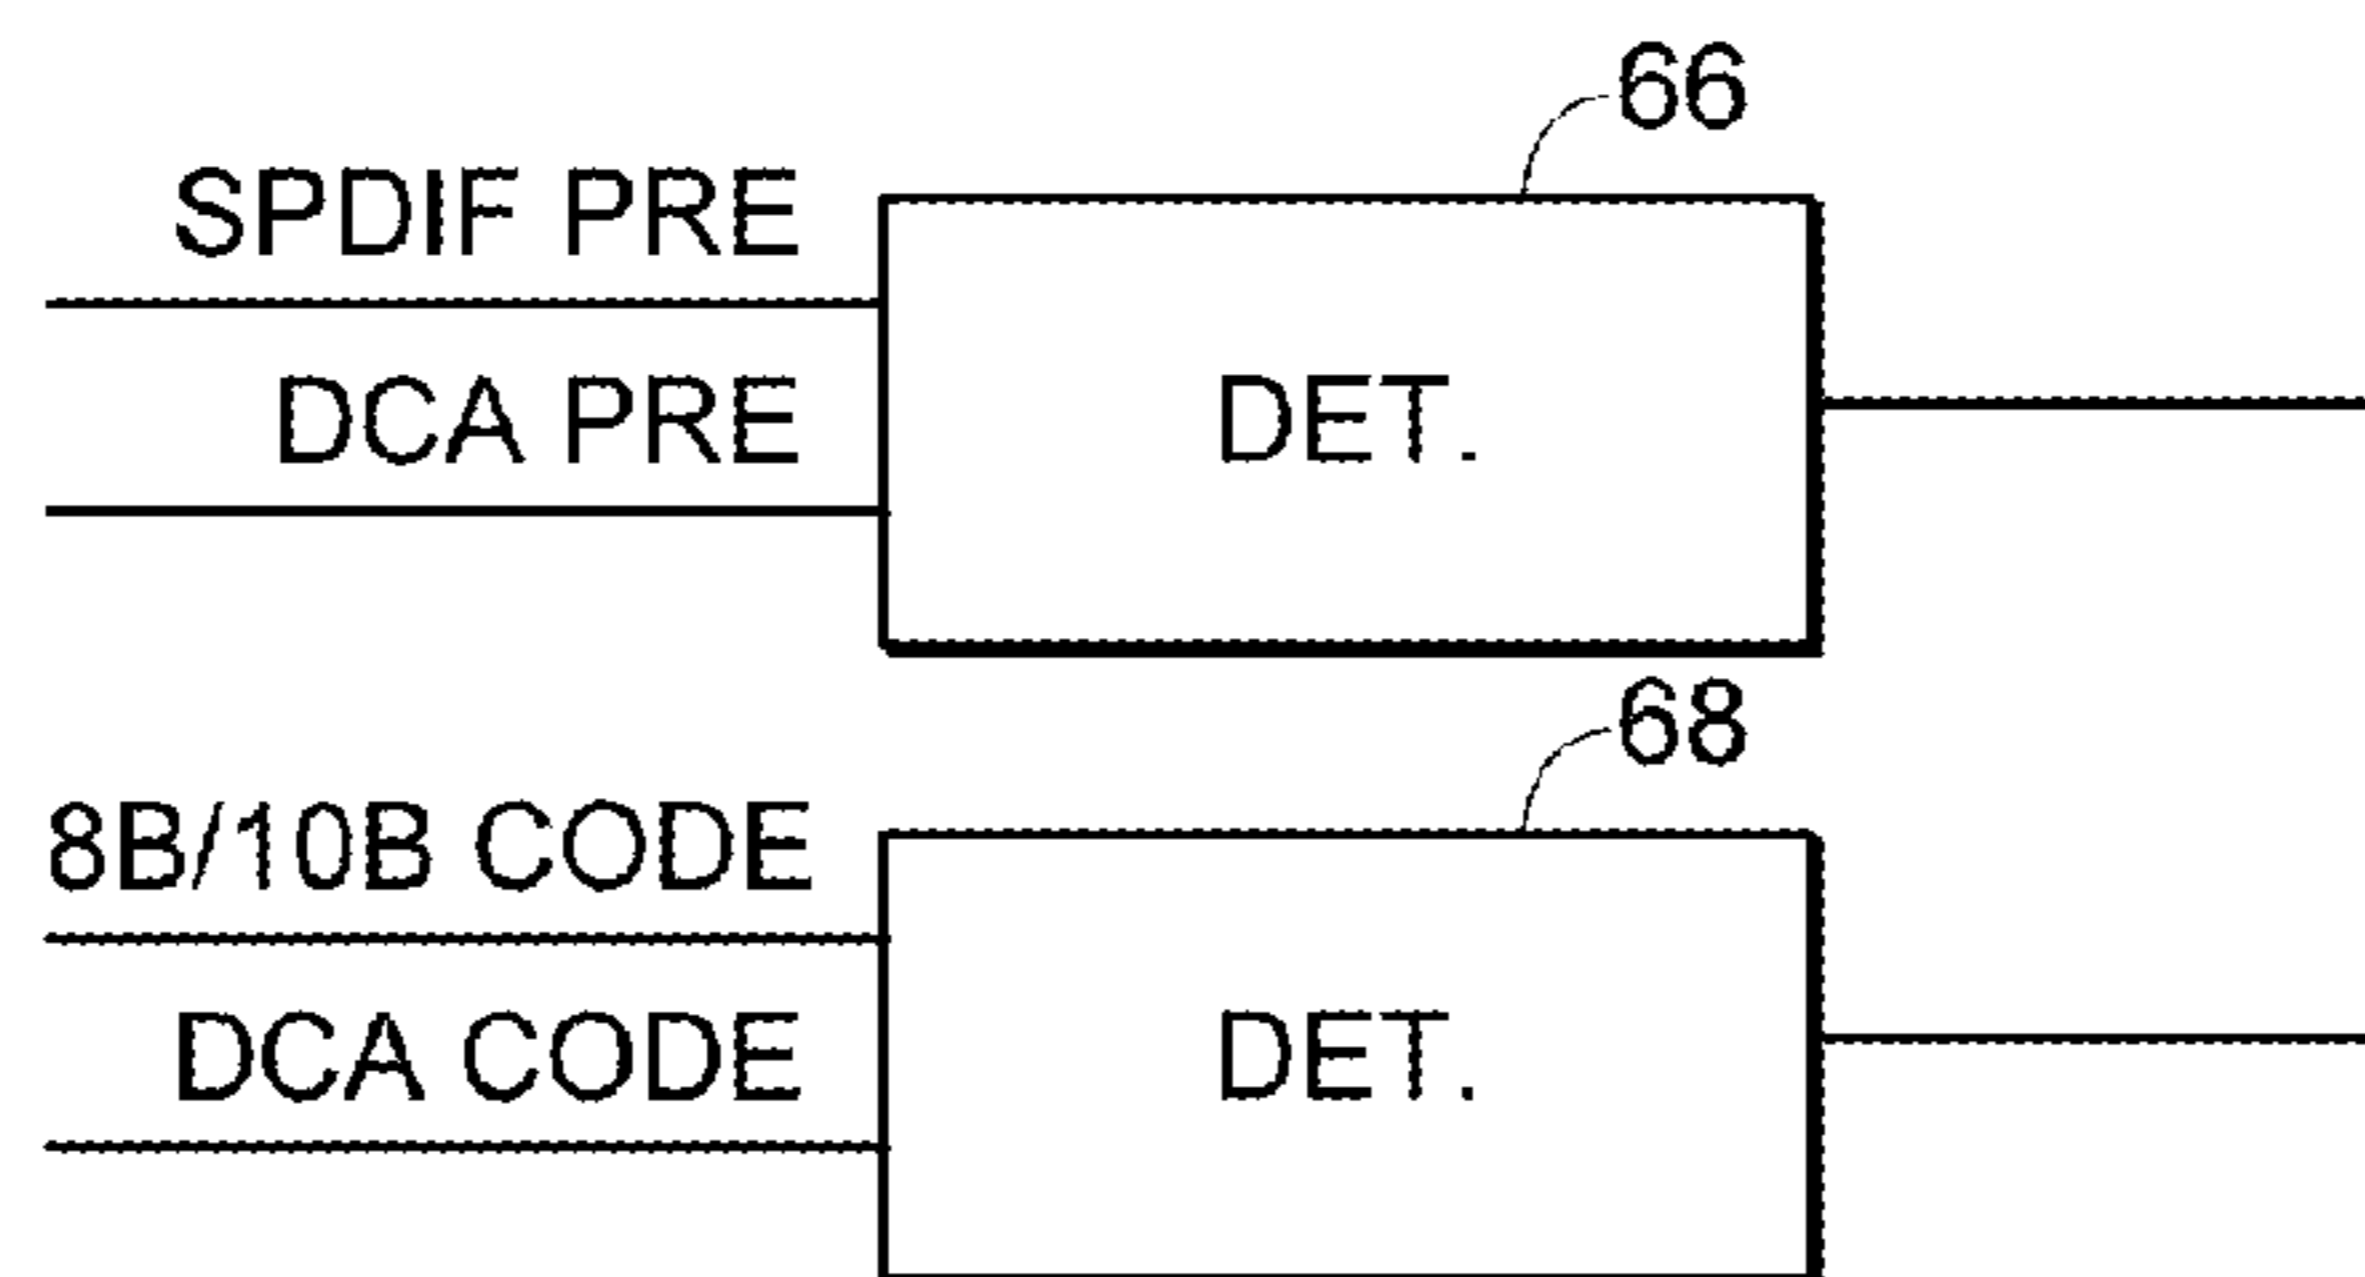 66
SPDIF PRE
DCA PRE
DET.
68
8B/10B CODE
DCA CODE
DET.